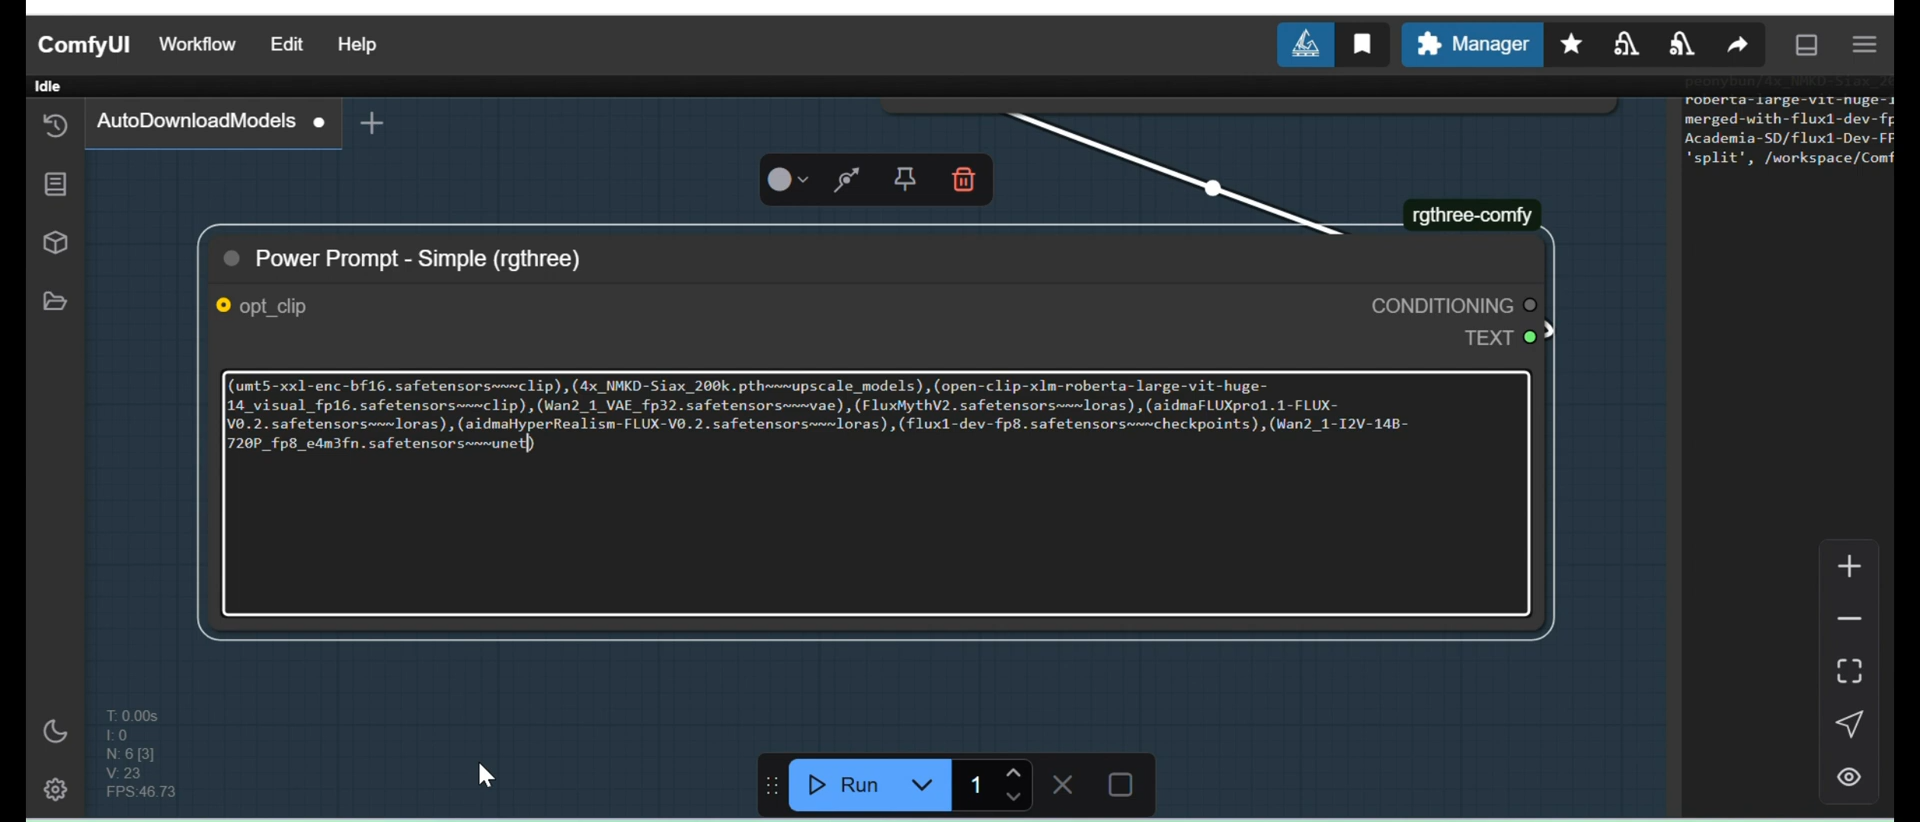 ComfyUI Workflow Edit Help
Manager
Idle
AutoDownloadModels
roberta-large-vit-huge-1
merged-with-flux1-dev-fp
Academia-SD/flux1-Dev-FP
'split', /workspace/Comf
rgthree-comfy
Power Prompt - Simple (rgthree)
opt_clip
CONDITIONING
TEXT
(umt5-xxl-enc-bf16.safetensors~~~clip),(4x_NMKD-Siax_200k.pth~~~upscale_models),(open-clip-xlm-roberta-large-vit-huge-
14_visual_fp16.safetensors~~~clip),(Wan2_1_VAE_fp32.safetensors~~~vae),(FluxMythV2.safetensors~~~loras),(aidmaFLUXpro1.1-FLUX-
V0.2.safetensors~~~loras),(aidmaHyperRealism-FLUX-V0.2.safetensors~~~loras),(flux1-dev-fp8.safetensors~~~checkpoints),(Wan2_1-I2V-14B-
720P_fp8_e4m3fn.safetensors~~~unet)
T: 0.00s
I: 0
N: 6 [3]
V: 23
FPS:46.73
Run 1